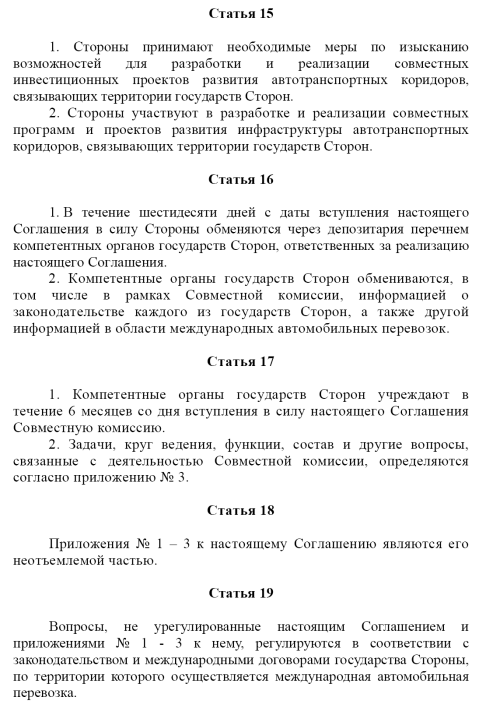 Статья 15
1. Стороны принимают необходимые меры по изысканию
возможностей для разработки и реализации совместных
инвестиционных проектов развития автотранспортных коридоров,
связывающих территории государств Сторон.
2. Стороны участвуют в разработке и реализации совместных
программ и проектов развития инфраструктуры автотранспортных
коридоров, связывающих территории государств Сторон.
Статья 16
1. В течение шестидесяти дней с даты вступления настоящего
Соглашения в силу Стороны обменяются через депозитария перечнем
компетентных органов государств Сторон, ответственных за реализацию
настоящего Соглашения.
2. Компетентные органы государств Сторон обмениваются, в
том числе в рамках Совместной комиссии, информацией о
законодательстве каждого из государств Сторон, а также другой
информацией в области международных автомобильных перевозок.
Статья 17
1. Компетентные органы государств Сторон учреждают в
течение 6 месяцев со дня вступления в силу настоящего Соглашения
Совместную комиссию.
2. Задачи, круг ведения, функции, состав и другие вопросы,
связанные с деятельностью Совместной комиссии, определяются
согласно приложению № 3.
Статья 18
Приложения № 1 – 3 к настоящему Соглашению являются его
неотъемлемой частью.
Статья 19
Вопросы, не урегулированные настоящим Соглашением и
приложениями № 1 - 3 к нему, регулируются в соответствии с
законодательством и международными договорами государства Стороны,
по территории которого осуществляется международная автомобильная
перевозка.